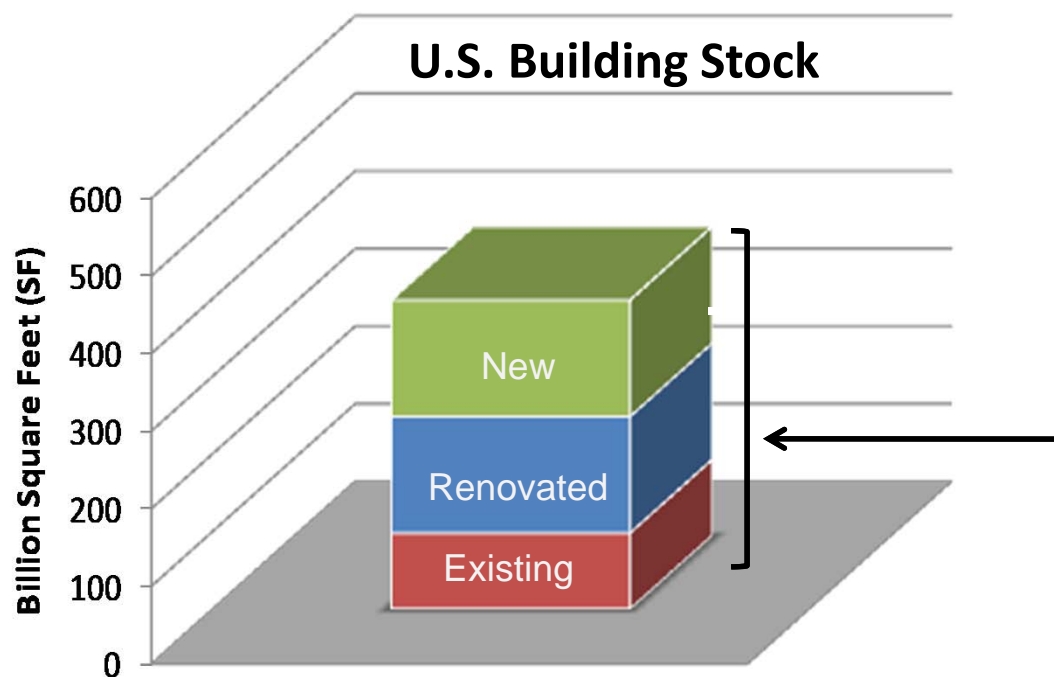 U.S. Building Stock
Billion Square Feet (SF)
600
500
400
300
200
100
0
New
Renovated
Existing